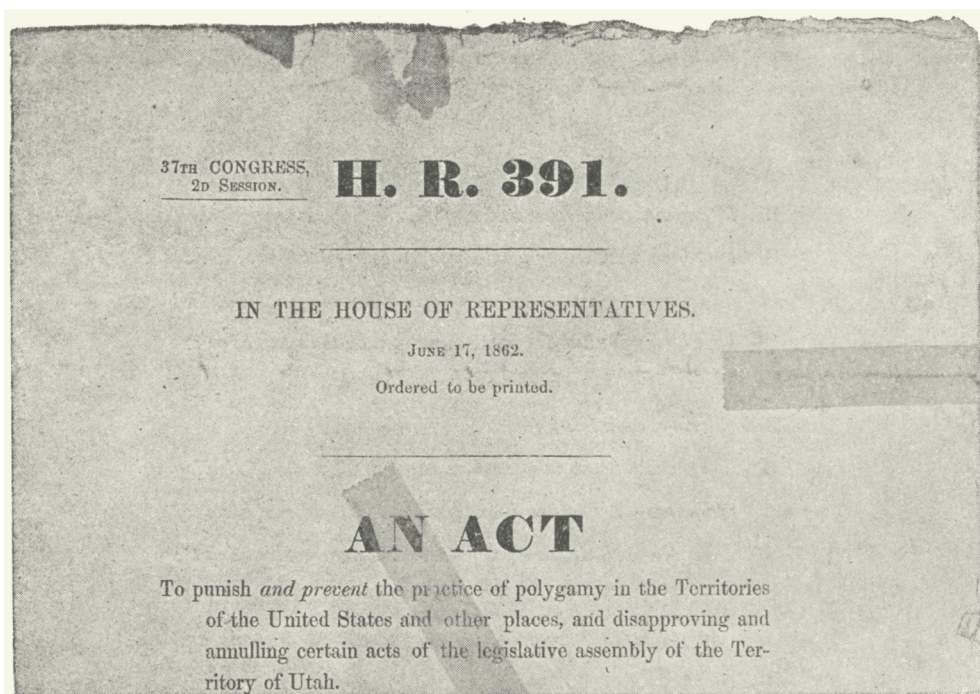 37TH CONGRESS,
2D SESSION.
H. R. 391.
IN THE HOUSE OF REPRESENTATIVES.
JUNE 17, 1862.
Ordered to be printed.
AN ACT
To punish and prevent the practice of polygamy in the Territories
of the United States and other places, and disapproving and
annulling certain acts of the legislative assembly of the Ter-
ritory of Utah.